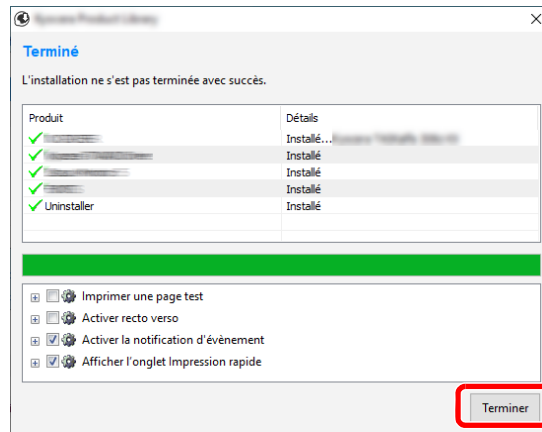 Terminé
L'installation ne s'est pas terminée avec succès.
Produit Détails
Installé...
Installé
Installé
Installé
Uninstaller Installé
Imprimer une page test
Activer recto verso
Activer la notification d'évènement
Afficher l'onglet Impression rapide
Terminer